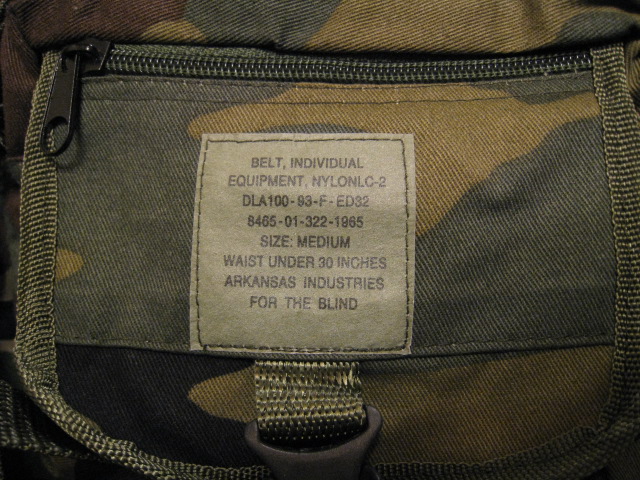 BELT, INDIVIDUAL
EQUIPMENT, NYLONLC-2
DLA100-93-F-ED32
8465-01-322-1965
SIZE: MEDIUM
WAIST UNDER 30 INCHES
ARKANSAS INDUSTRIES
FOR THE BLIND